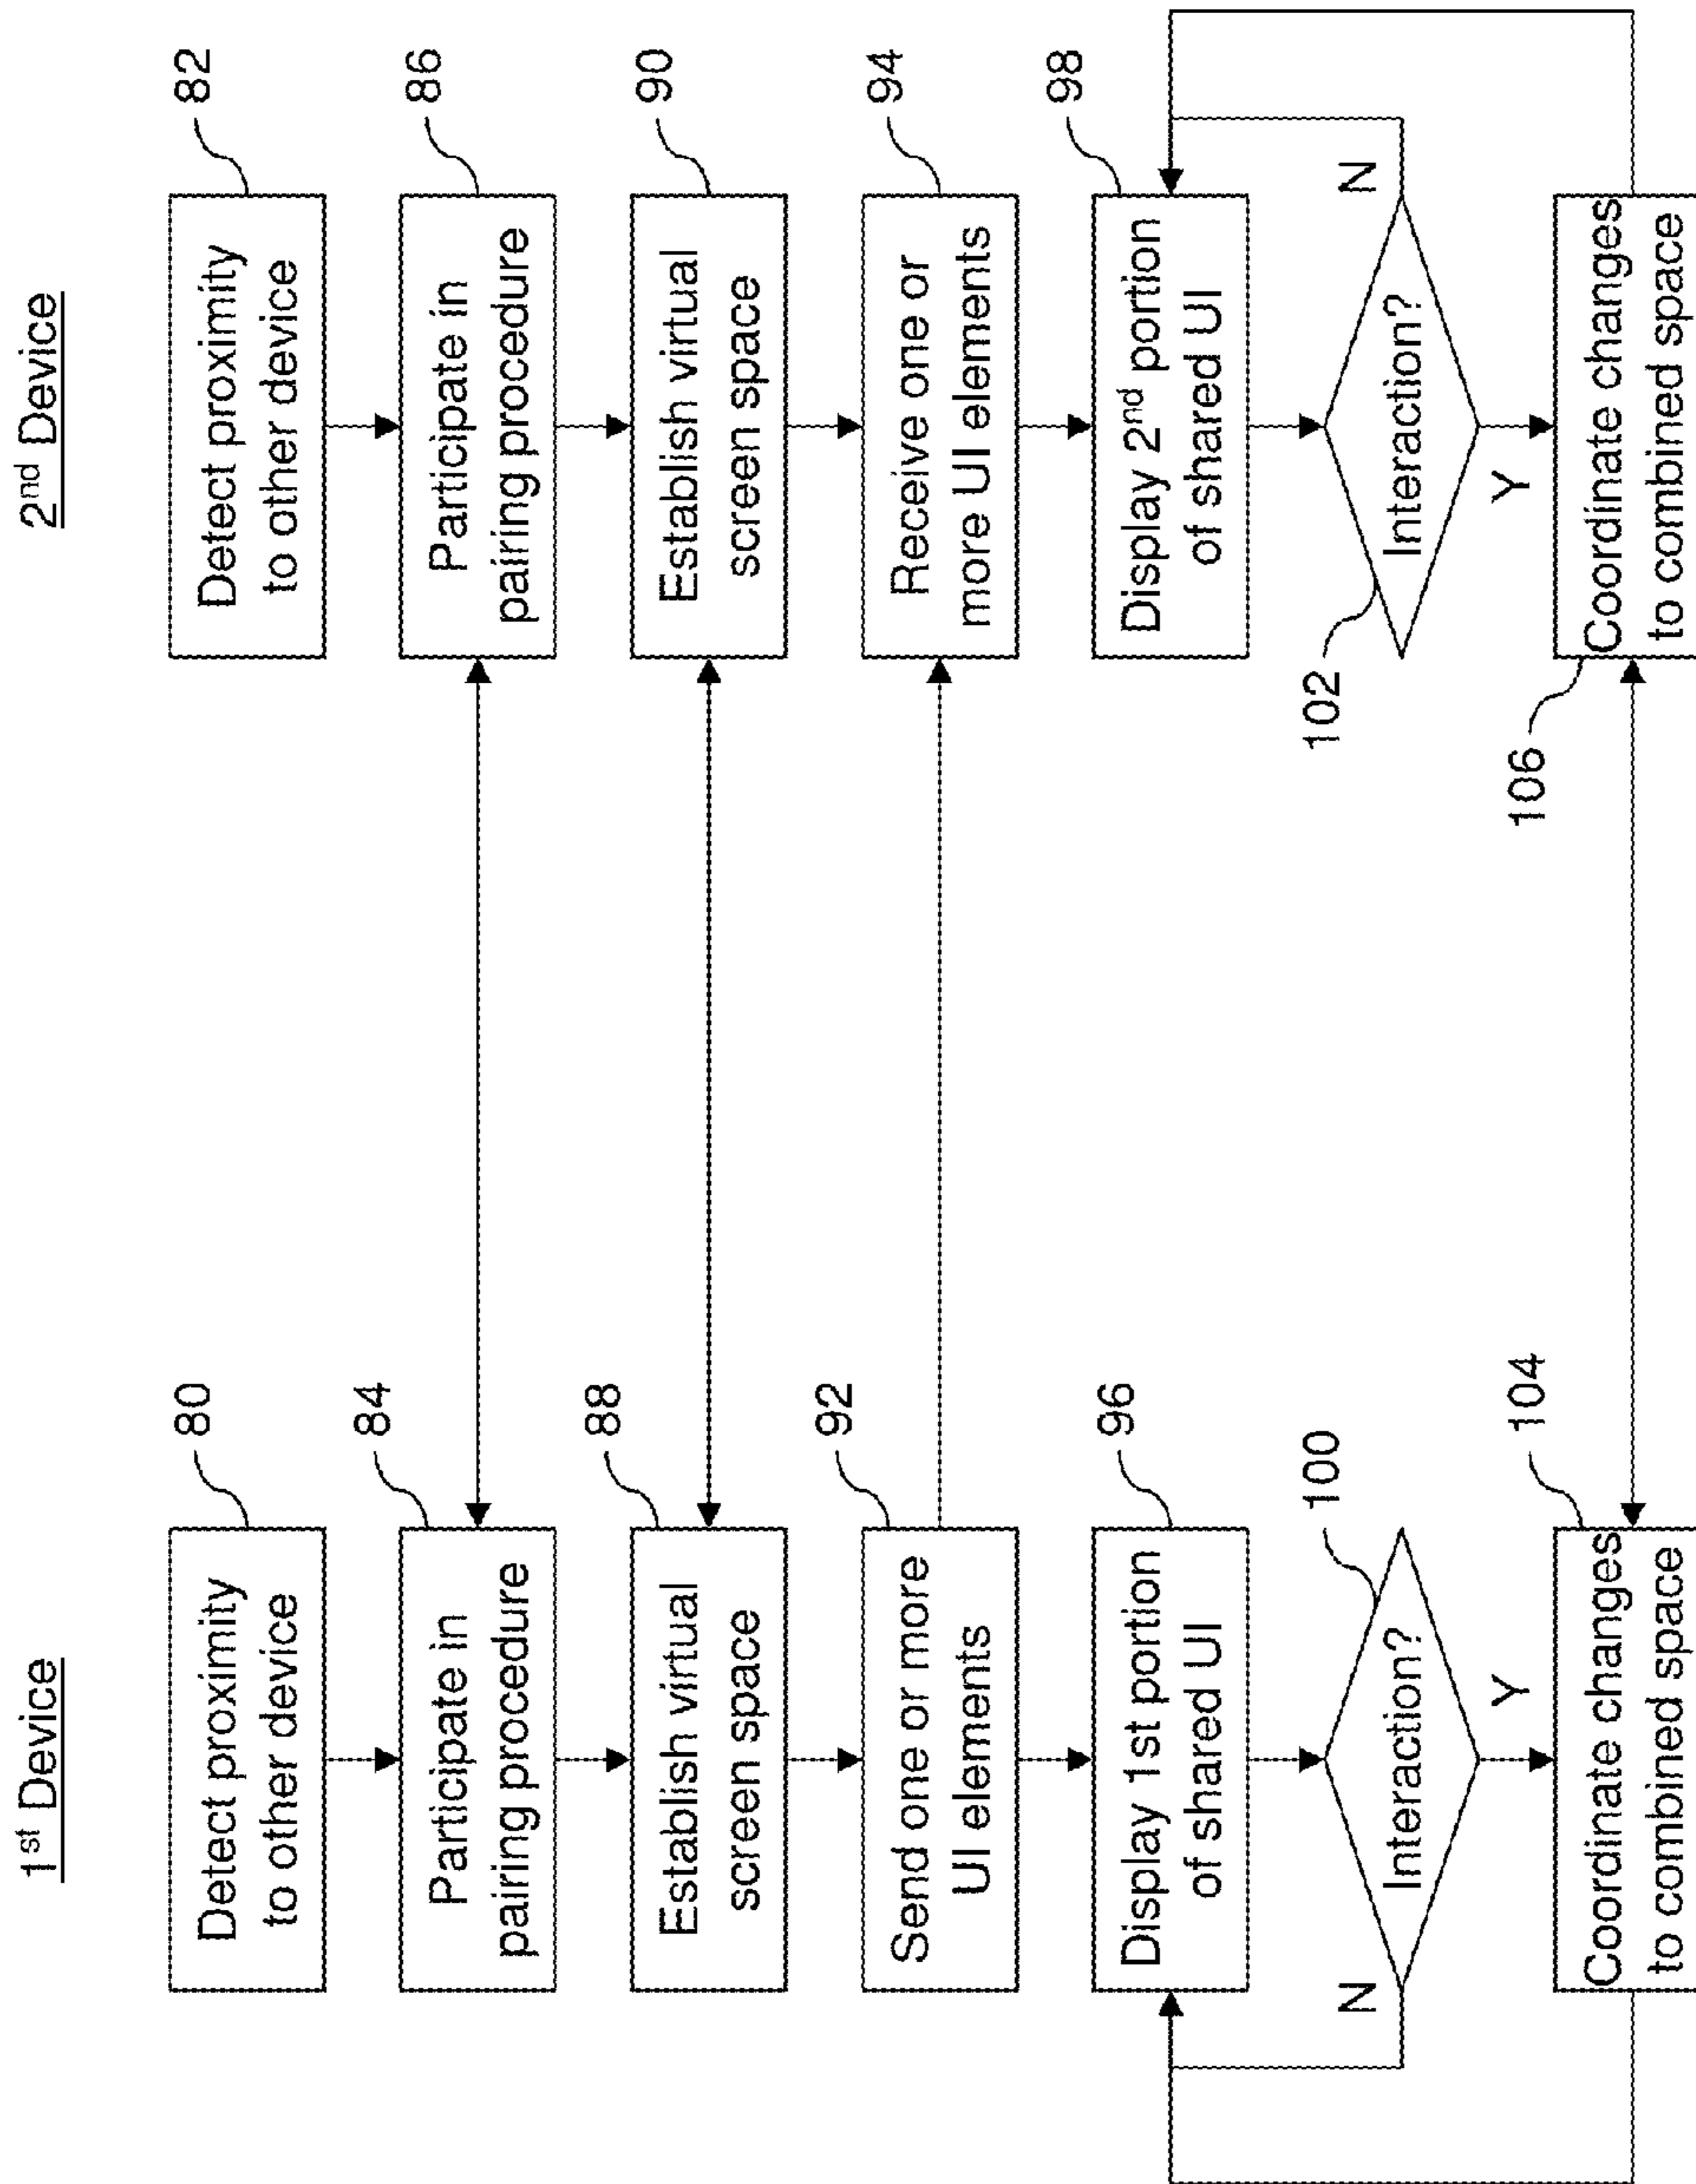 1st Device
2nd Device
Detect proximity
to other device
80
Detect proximity
to other device
82
Participate in
pairing procedure
84
Participate in
pairing procedure
86
Establish virtual
screen space
88
Establish virtual
screen space
90
Send one or more
UI elements
92
Receive one or
more UI elements
94
Display 1st portion
of shared UI
96
Display 2nd portion
of shared UI
98
N
Interaction?
100
Y
102
Interaction?
N
Y
Coordinate changes
to combined space
104
106
Coordinate changes
to combined space